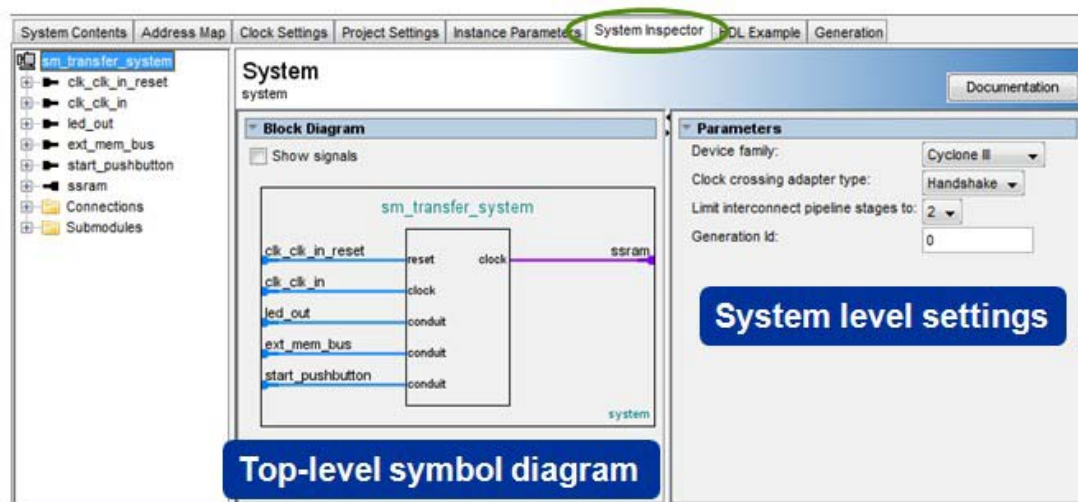 System Contents Address Map Clock Settings Project Settings Instance Parameters System Inspector HDL Example Generation
sm_transfer_system
clk_clk_in_reset
clk_clk_in
led_out
ext_mem_bus
start_pushbutton
ssram
Connections
Submodules
System
system
Documentation
Block Diagram
Show signals
sm_transfer_system
clk_clk_in_reset reset clock ssram
clk_clk_in clock
led_out conduit
ext_mem_bus conduit
start_pushbutton conduit
system
Top-level symbol diagram
Parameters
Device family: Cyclone III
Clock crossing adapter type: Handshake
Limit interconnect pipeline stages to: 2
Generation Id: 0
System level settings